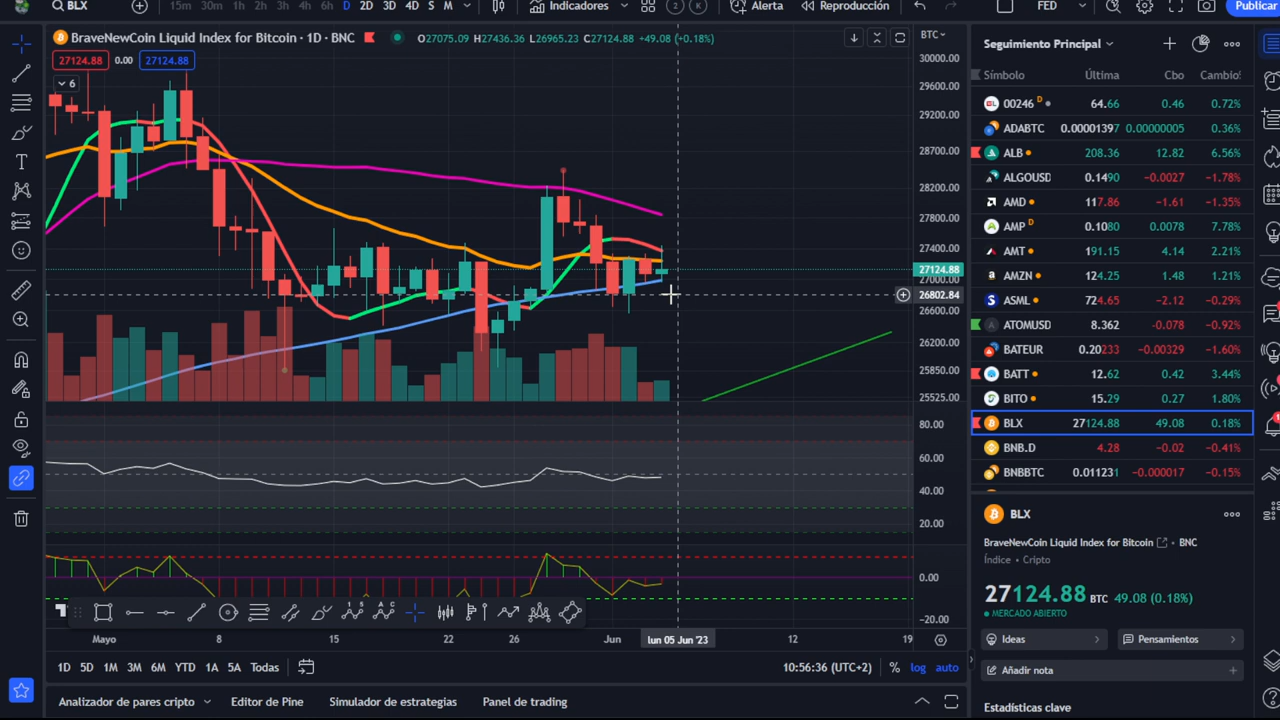 BLX
15m 30m 1h 2h 3h 4h 6h D 2D 3D 4D S M
Indicadores
2 K
Alerta
Reproducción
FED
Publicar
BraveNewCoin Liquid Index for Bitcoin · 1D · BNC
O27075.09 H27436.36 L26965.23 C27124.88 +49.08 (+0.18%)
BTC
27124.88 0.00 27124.88
6
30000.00
29600.00
29200.00
28700.00
28200.00
27800.00
27400.00
27124.88
27000.00
26802.84
26600.00
26200.00
25850.00
25525.00
80.00
60.00
40.00
20.00
0.00
-20.00
Mayo 8 15 22 26 Jun lun 05 Jun '23 12 19
1D 5D 1M 3M 6M YTD 1A 5A Todas
10:56:36 (UTC+2) % log auto
Analizador de pares cripto
Editor de Pine
Simulador de estrategias
Panel de trading
Seguimiento Principal
Símbolo Última Cbo Cambio%
00246 D 64.66 0.46 0.72%
ADABTC 0.00001397 0.00000005 0.36%
ALB 208.36 12.82 6.56%
ALGOUSD 0.1490 -0.0027 -1.78%
AMD 117.86 -1.61 -1.35%
AMP D 0.1080 0.0078 7.78%
AMT 191.15 4.14 2.21%
AMZN 124.25 1.48 1.21%
ASML 724.65 -2.12 -0.29%
ATOMUSD 8.362 -0.078 -0.92%
BATEUR 0.20233 -0.00329 -1.60%
BATT 12.62 0.42 3.44%
BITO 15.29 0.27 1.80%
BLX 27124.88 49.08 0.18%
BNB.D 4.28 -0.02 -0.41%
BNBBTC 0.011231 -0.000017 -0.15%
BLX
BraveNewCoin Liquid Index for Bitcoin · BNC
Índice · Cripto
27124.88 BTC 49.08 (0.18%)
MERCADO ABIERTO
Ideas
Pensamientos
Añadir nota
Estadísticas clave